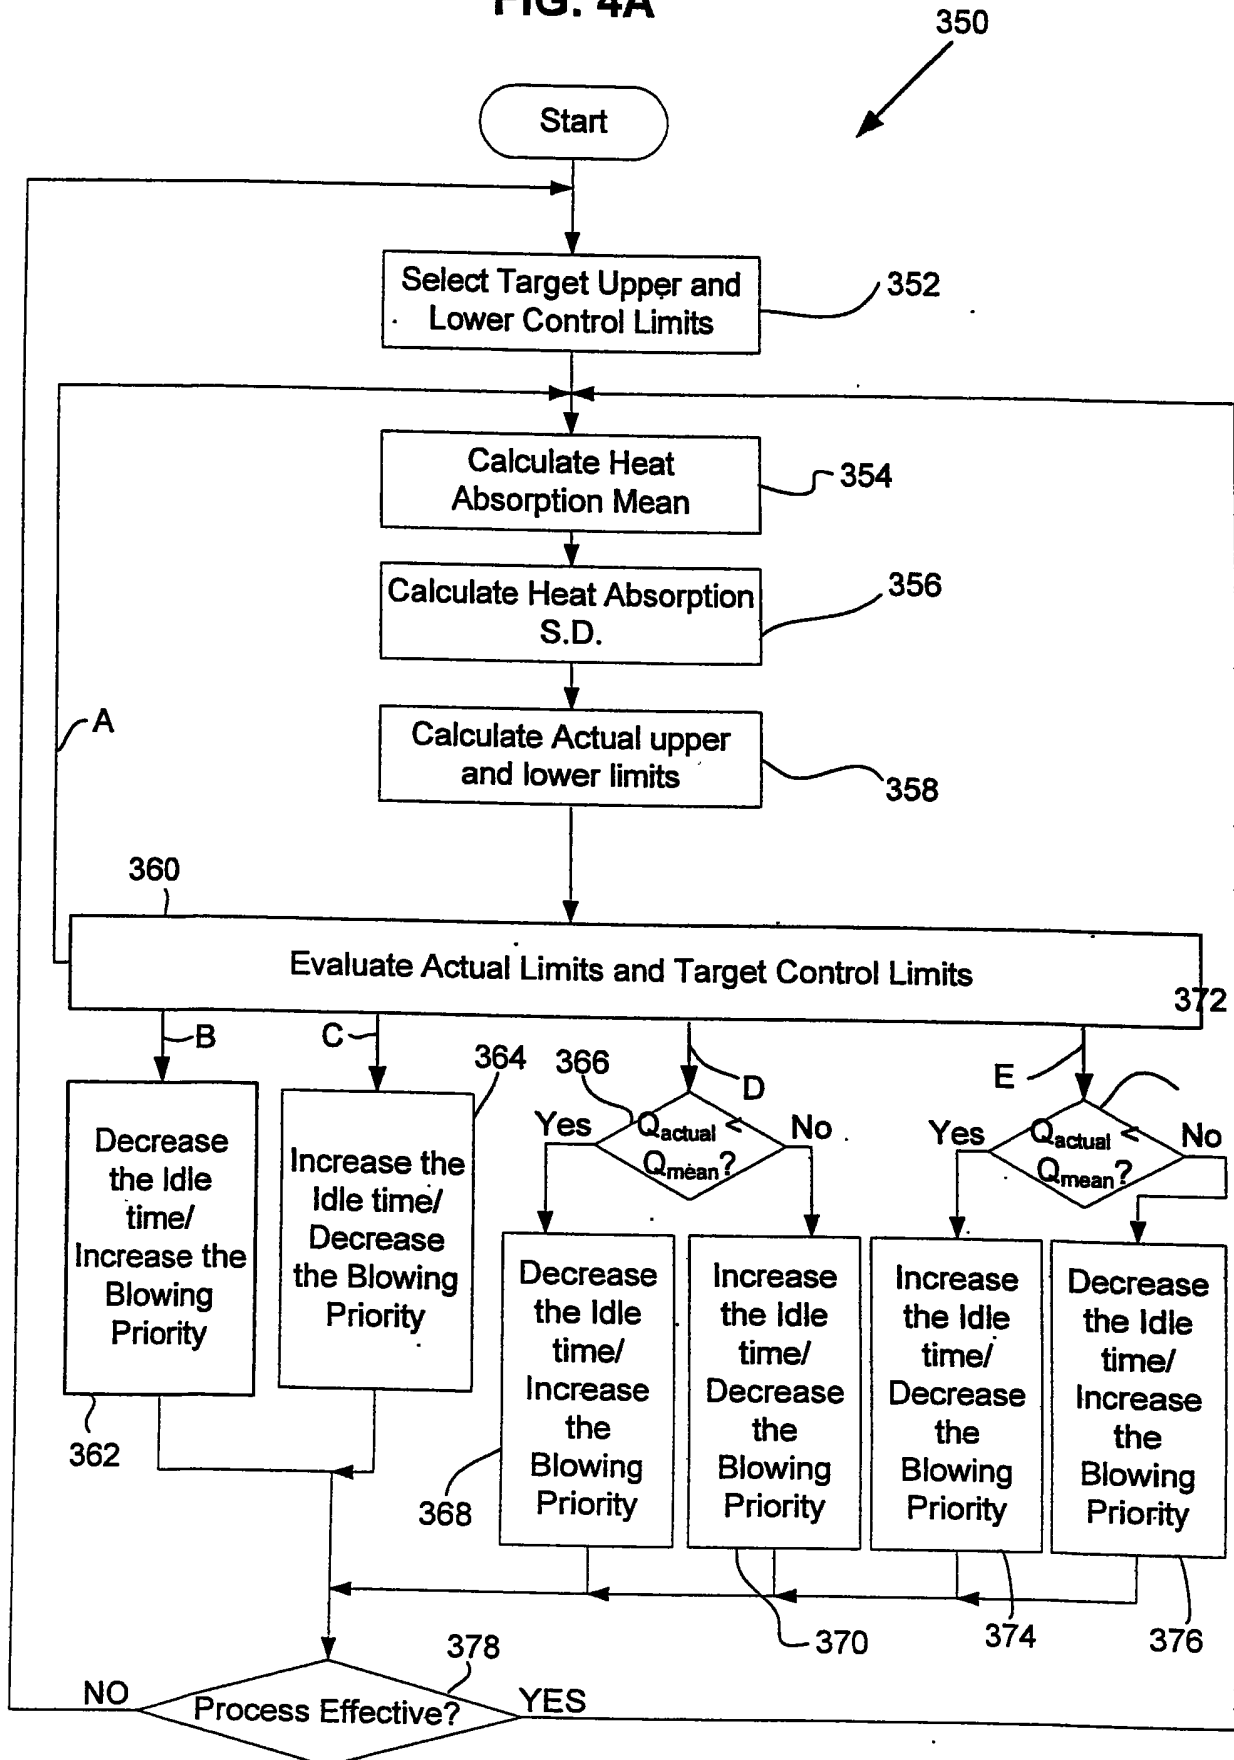 FIG. 4A
350
Start
Select Target Upper and
Lower Control Limits
352
Calculate Heat
Absorption Mean
354
Calculate Heat Absorption
S.D.
356
A
Calculate Actual upper
and lower limits
358
360
Evaluate Actual Limits and Target Control Limits
372
B
C
364
366
D
E
Decrease
the Idle
time/
Increase the
Blowing
Priority
362
Increase the
Idle time/
Decrease
the Blowing
Priority
Yes
Qactual <
Qmean?
No
Yes
Qactual <
Qmean?
No
Decrease
the Idle
time/
Increase
the
Blowing
Priority
368
Increase
the Idle
time/
Decrease
the
Blowing
Priority
370
Increase
the Idle
time/
Decrease
the
Blowing
Priority
374
Decrease
the Idle
time/
Increase
the
Blowing
Priority
376
378
NO
Process Effective?
YES